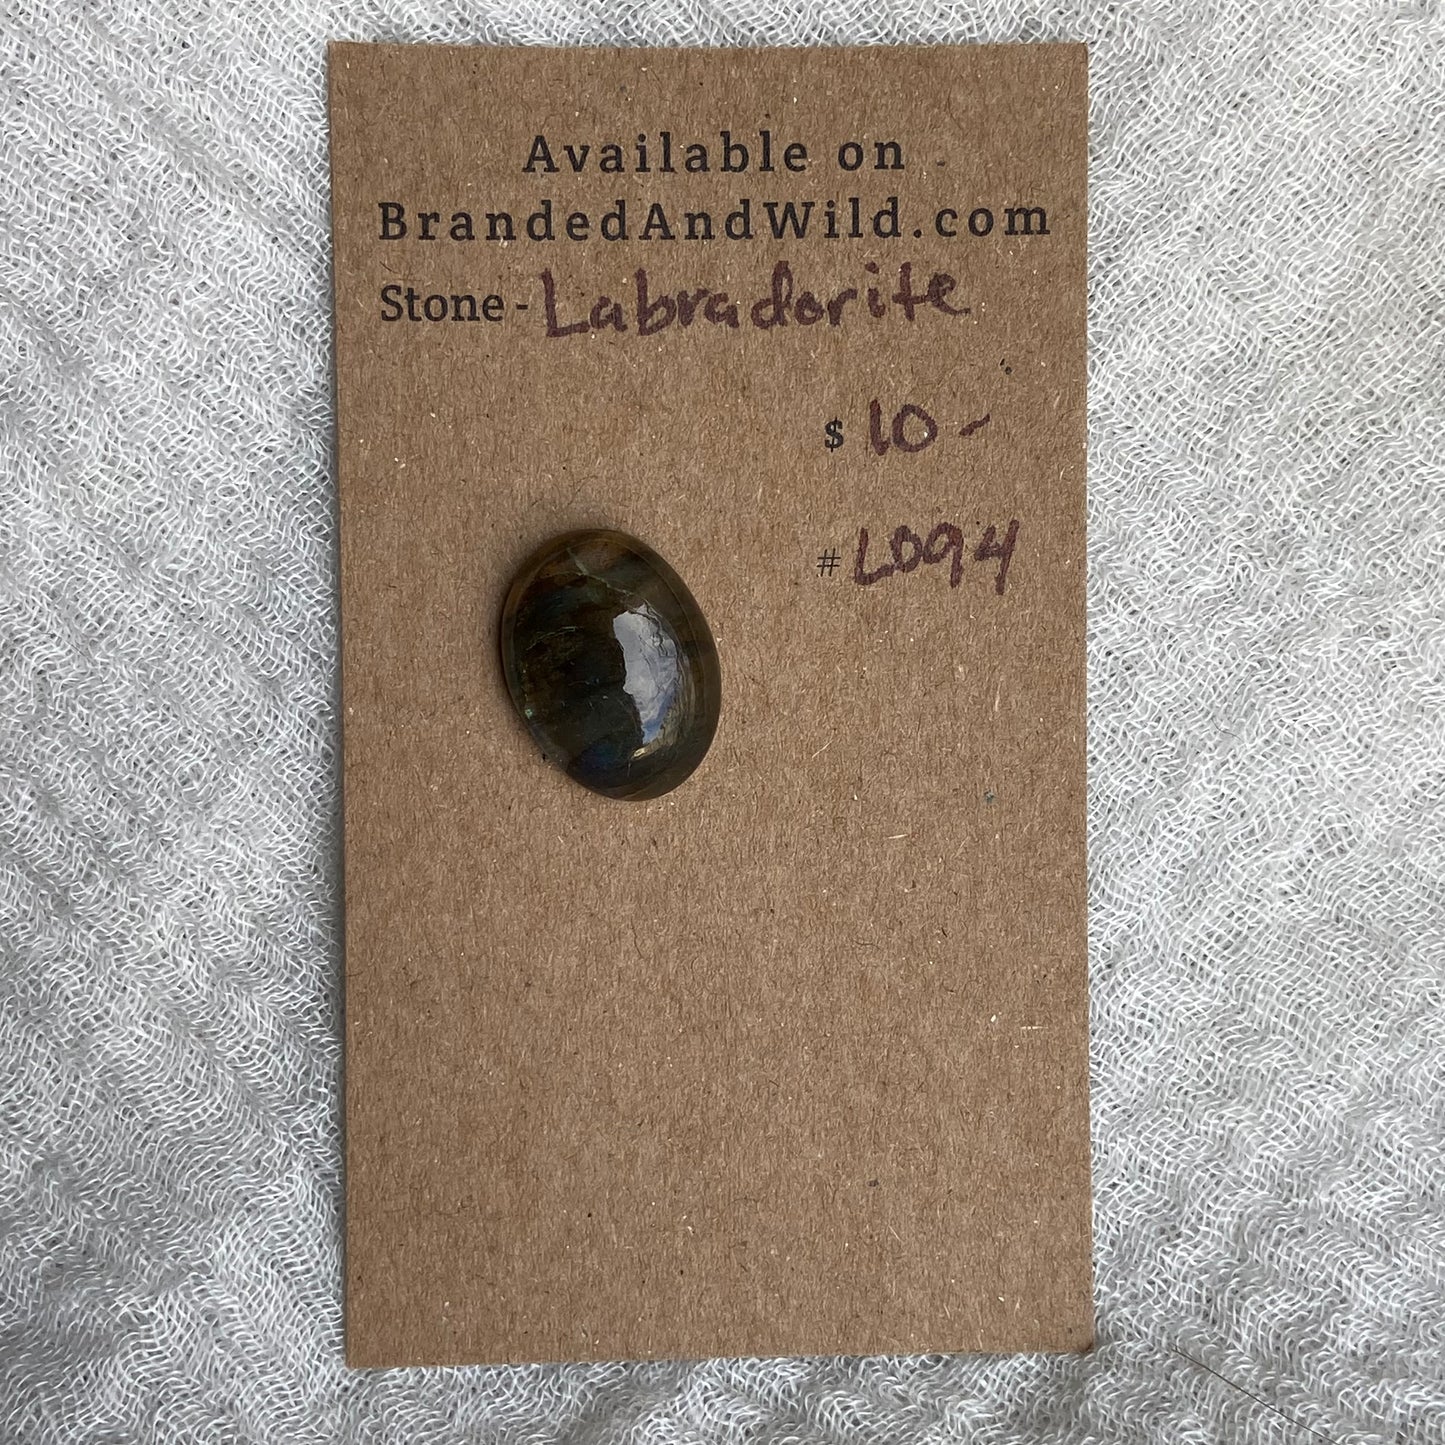 Available on
BrandedAndWild.com
Stone - Labradorite
$ 10 -
# L094